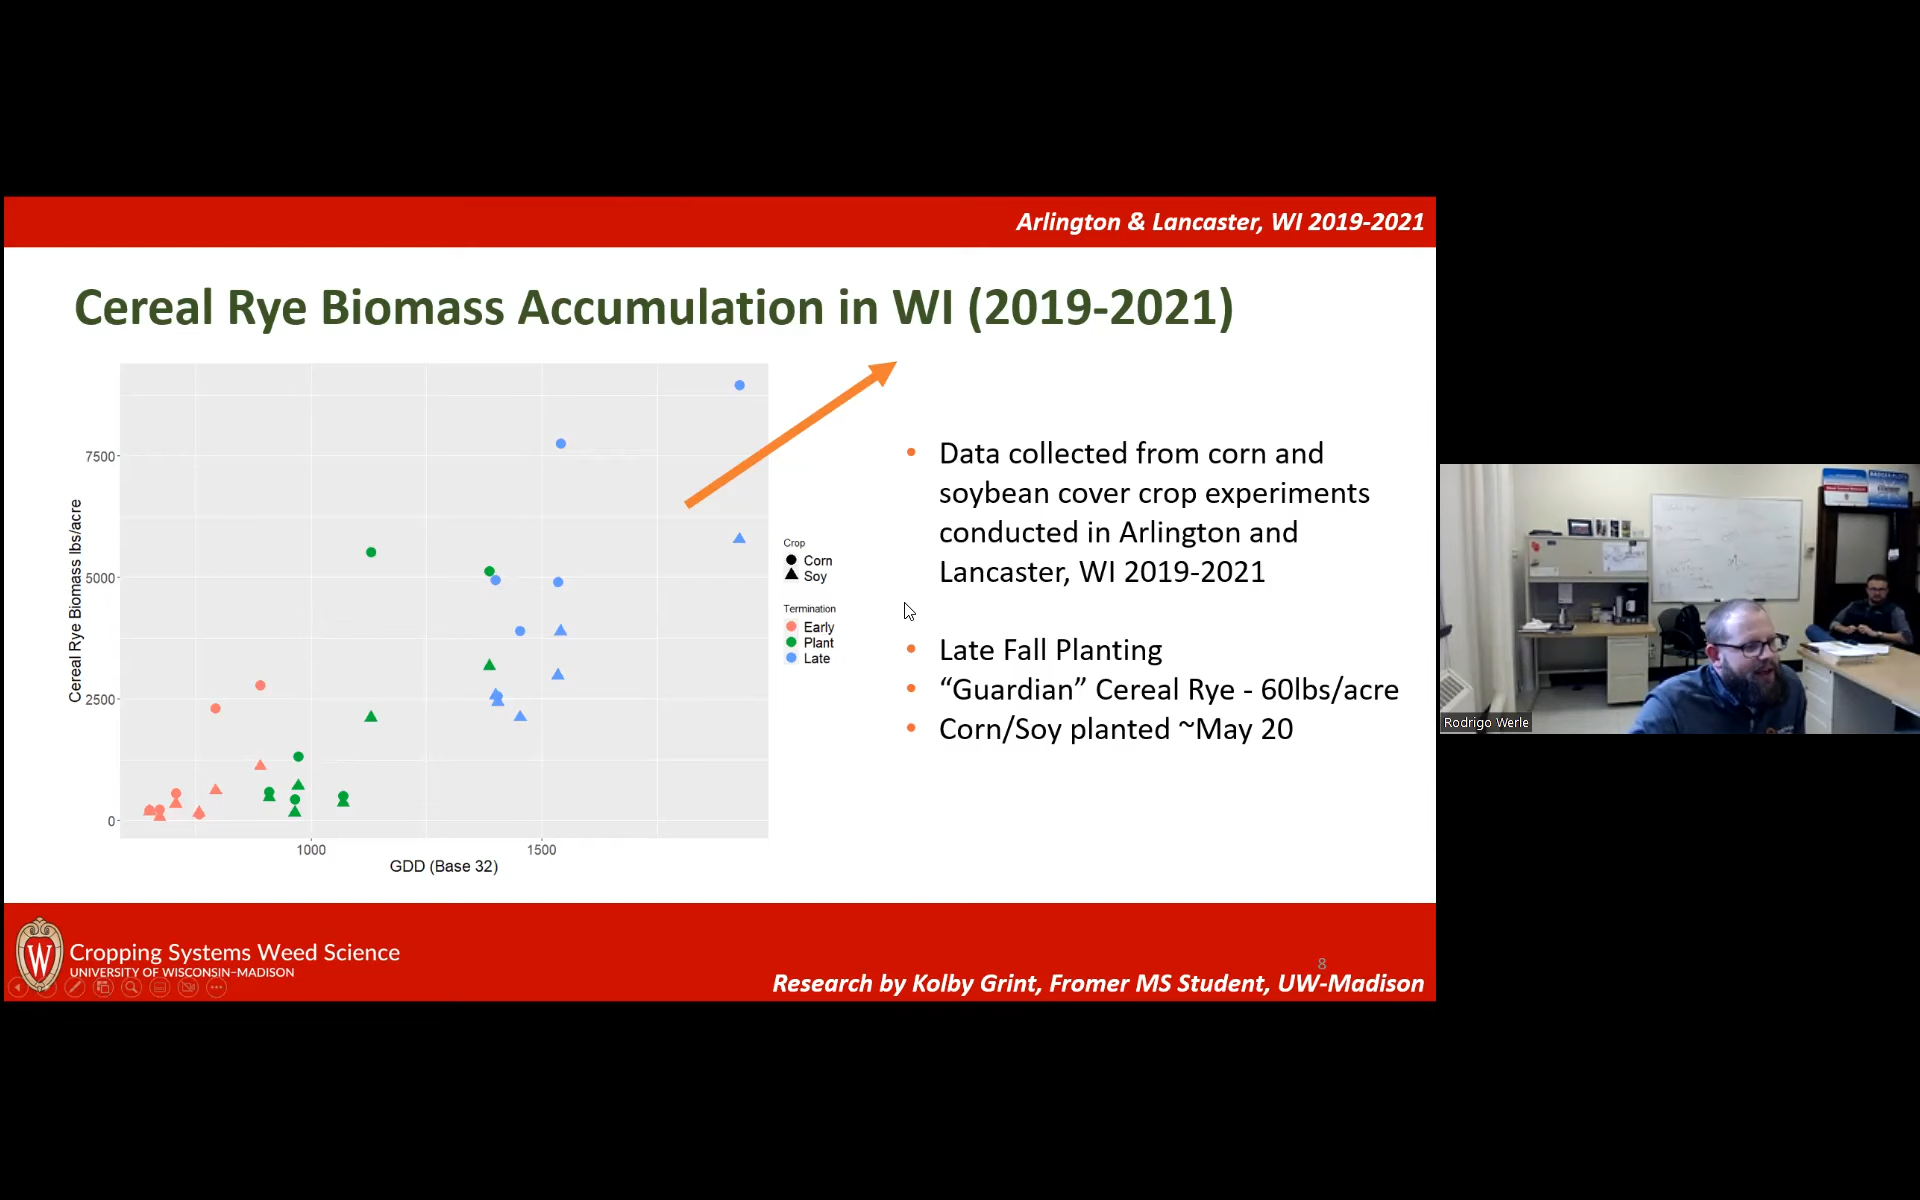 Arlington & Lancaster, WI 2019-2021
Cereal Rye Biomass Accumulation in WI (2019-2021)
Cereal Rye Biomass lbs/acre
7500
5000
2500
0
1000
1500
GDD (Base 32)
Crop
Corn
Soy
Termination
Early
Plant
Late
• Data collected from corn and
soybean cover crop experiments
conducted in Arlington and
Lancaster, WI 2019-2021
• Late Fall Planting
• “Guardian” Cereal Rye - 60lbs/acre
• Corn/Soy planted ~May 20
W
Cropping Systems Weed Science
UNIVERSITY OF WISCONSIN–MADISON
8
Research by Kolby Grint, Fromer MS Student, UW-Madison
Rodrigo Werle